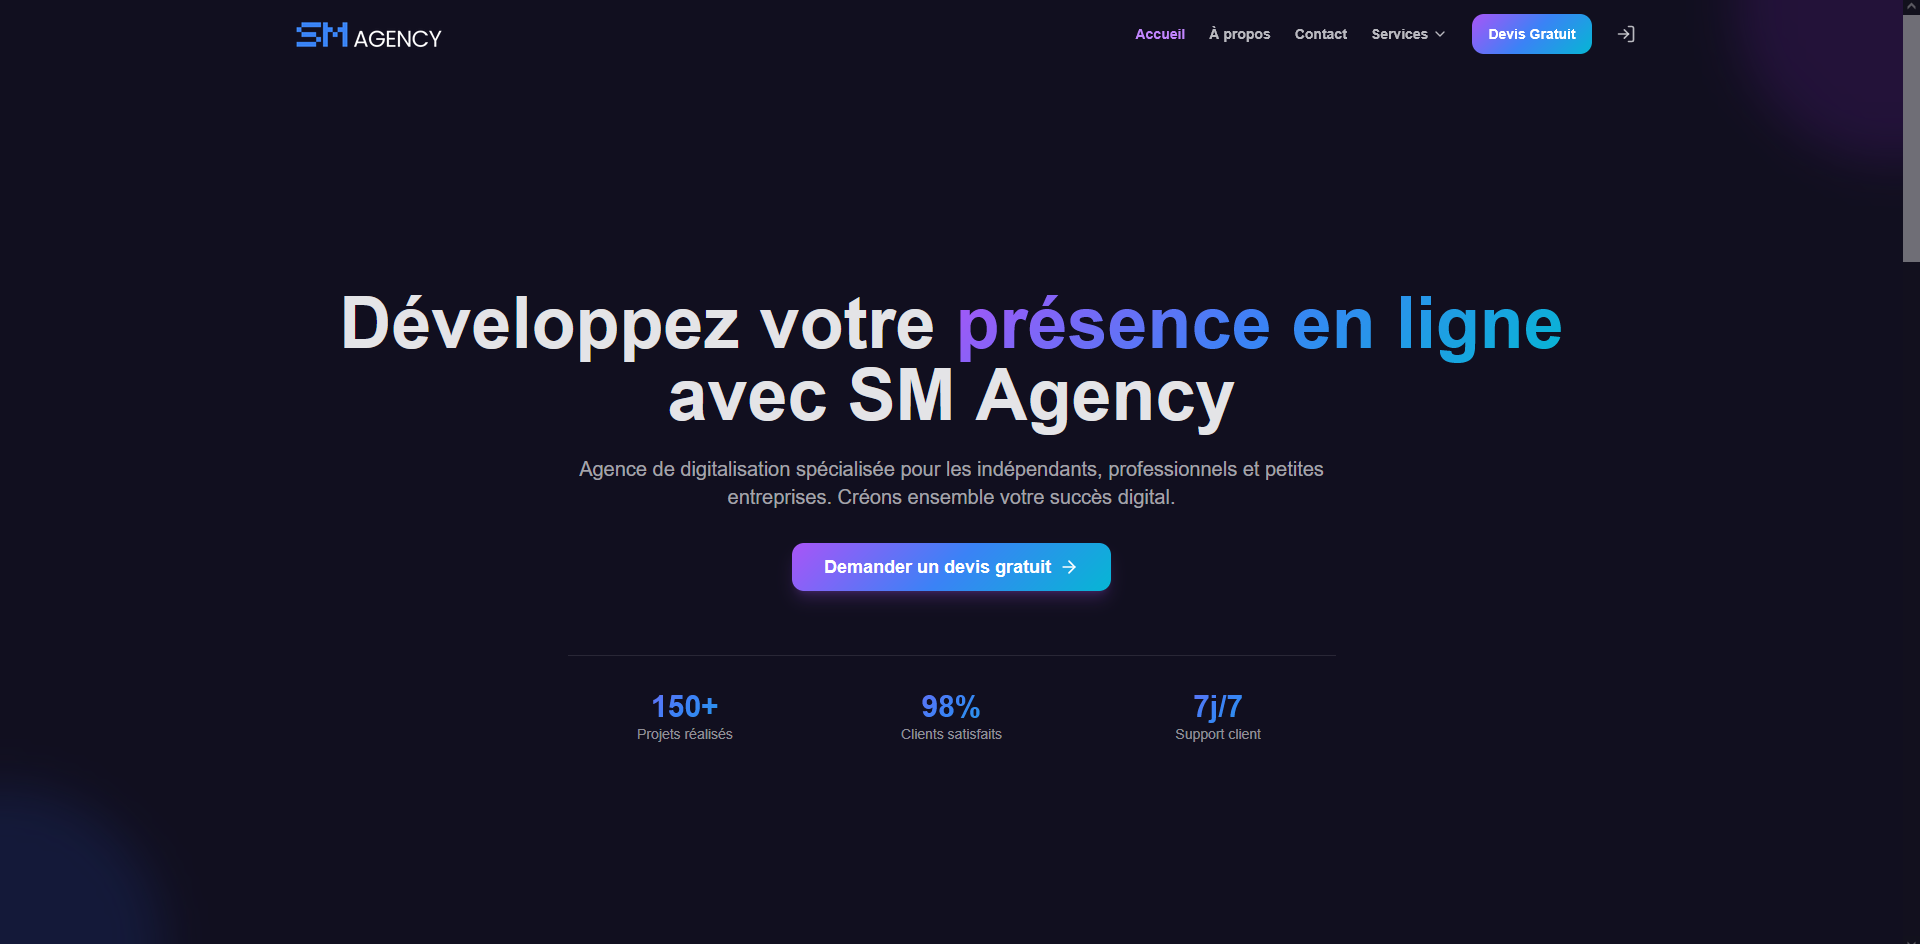 SM AGENCY
Accueil
À propos
Contact
Services
Devis Gratuit
Développez votre présence en ligne
avec SM Agency
Agence de digitalisation spécialisée pour les indépendants, professionnels et petites
entreprises. Créons ensemble votre succès digital.
Demander un devis gratuit
150+
Projets réalisés
98%
Clients satisfaits
7j/7
Support client